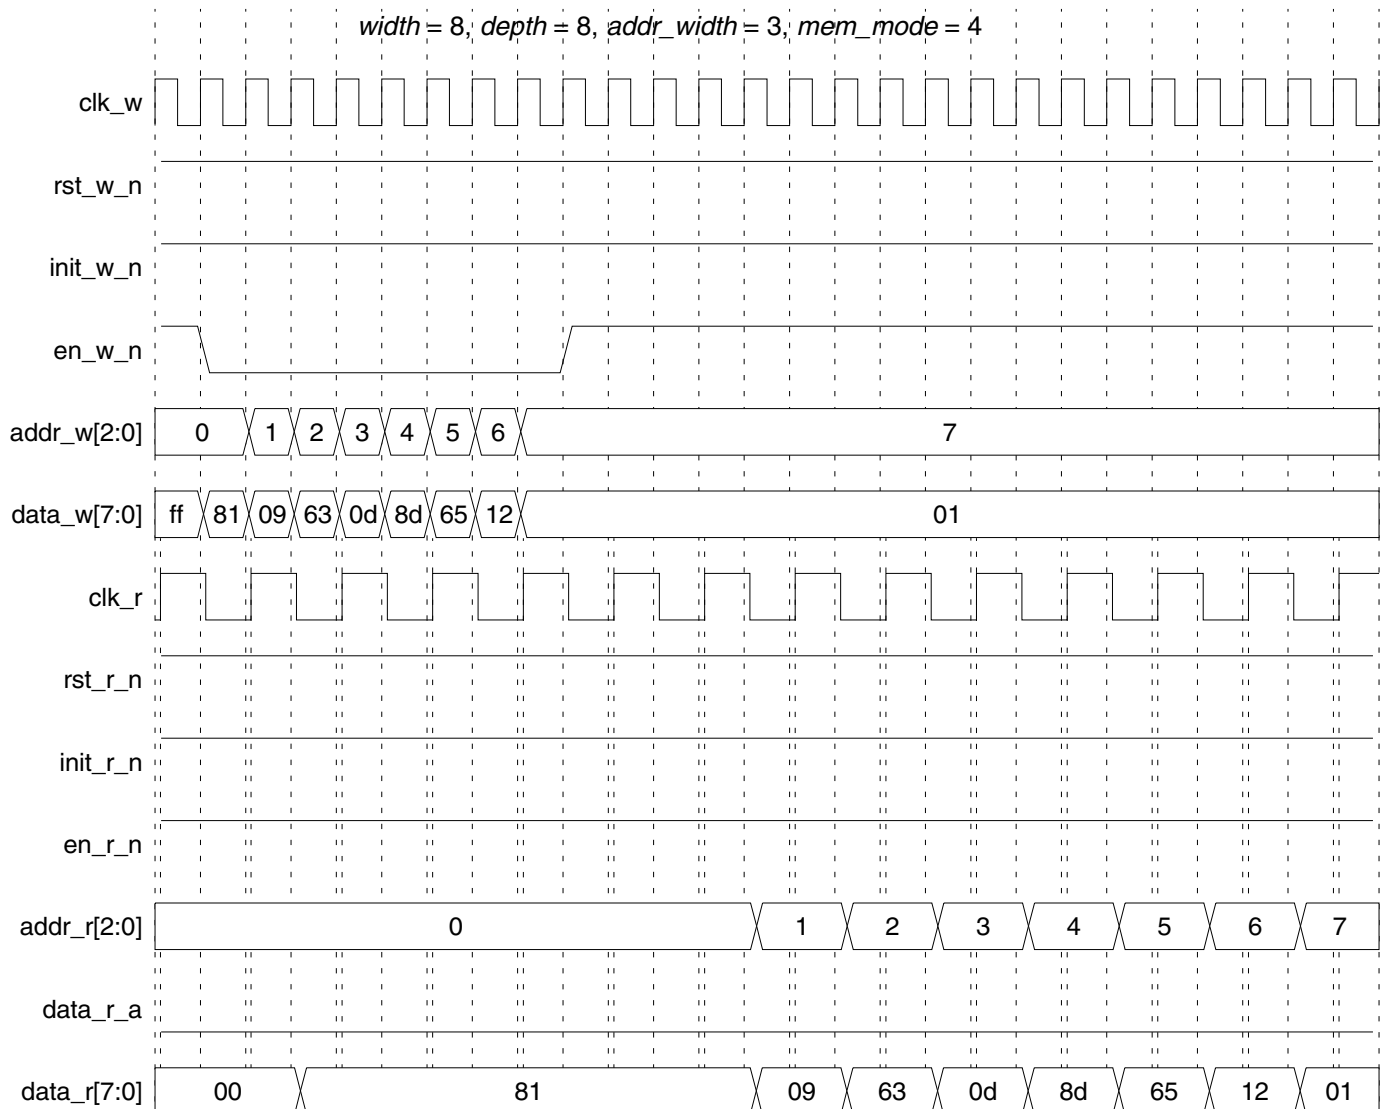 width = 8, depth = 8, addr_width = 3, mem_mode = 4
clk_w
rst_w_n
init_w_n
en_w_n
addr_w[2:0] 0 1 2 3 4 5 6 7
data_w[7:0] ff 81 09 63 0d 8d 65 12 01
clk_r
rst_r_n
init_r_n
en_r_n
addr_r[2:0] 0 1 2 3 4 5 6 7
data_r_a
data_r[7:0] 00 81 09 63 0d 8d 65 12 01